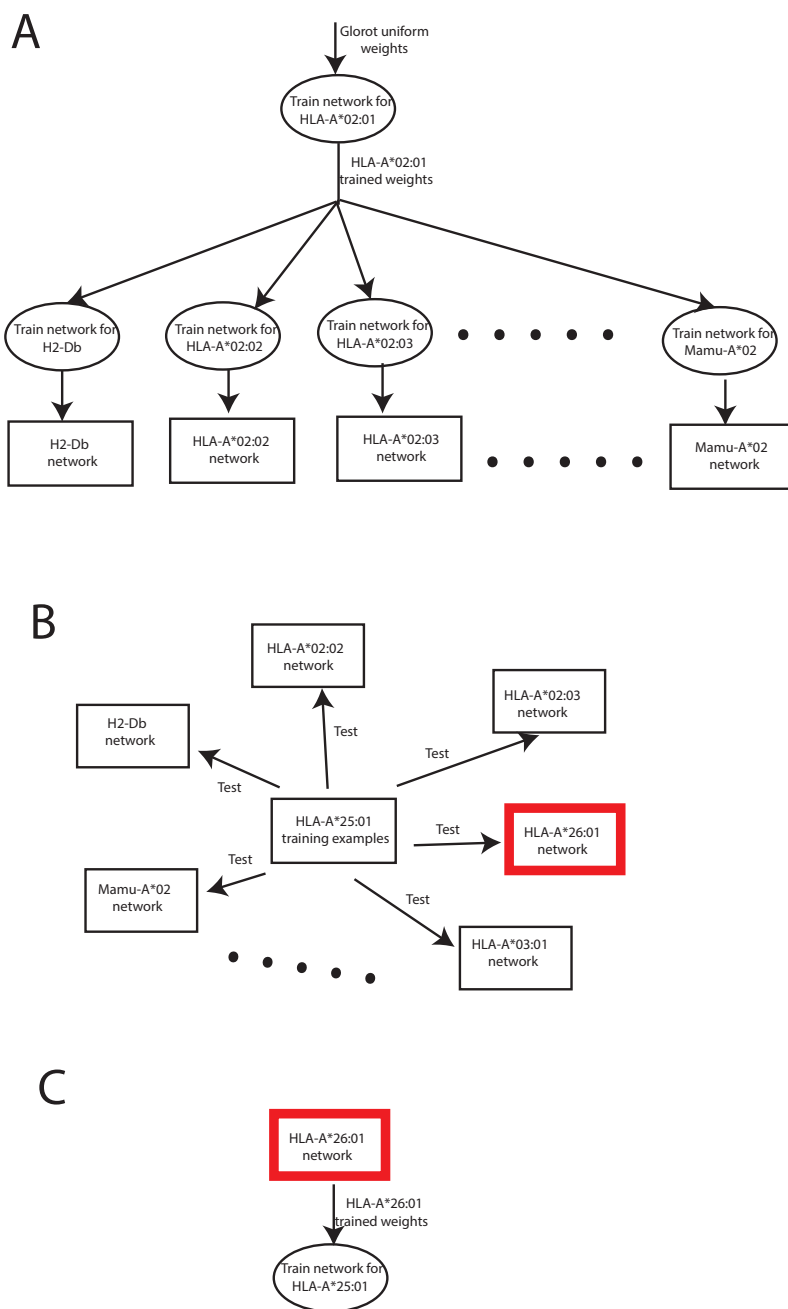 A
Glorot uniform
weights
Train network for
HLA-A*02:01
HLA-A*02:01
trained weights
Train network for
H2-Db
Train network for
HLA-A*02:02
Train network for
HLA-A*02:03
Train network for
Mamu-A*02
H2-Db
network
HLA-A*02:02
network
HLA-A*02:03
network
Mamu-A*02
network
B
HLA-A*02:02
network
HLA-A*02:03
network
H2-Db
network
Test
Test
Test
HLA-A*25:01
training examples
Test
HLA-A*26:01
network
Test
Mamu-A*02
network
Test
HLA-A*03:01
network
C
HLA-A*26:01
network
HLA-A*26:01
trained weights
Train network for
HLA-A*25:01